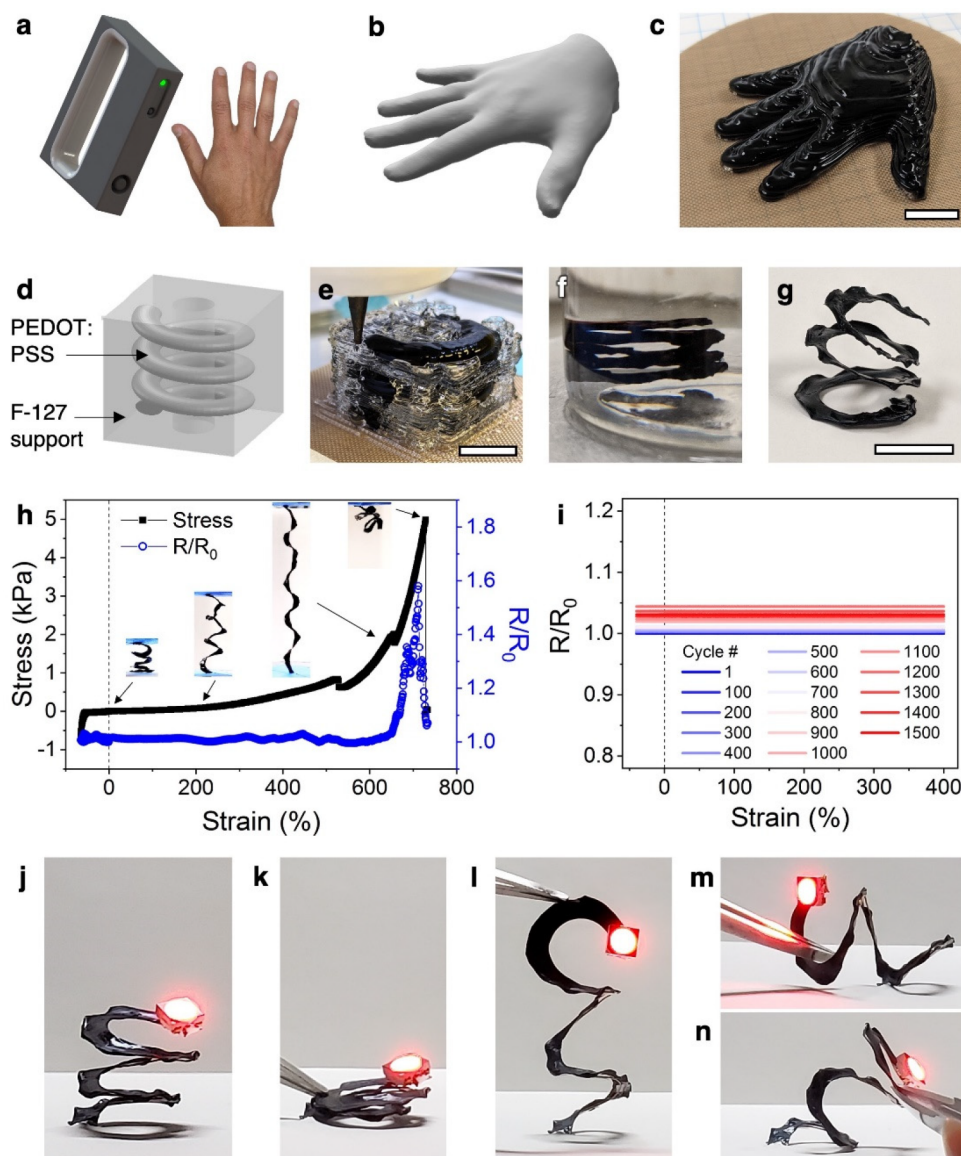 a
b
c
d
PEDOT:
PSS
F-127
support
e
f
g
h
Stress
R/R0
5
4
3
2
1
0
-1
Stress (kPa)
1.8
1.6
1.4
1.2
1.0
R/R0
0 200 400 600 800
Strain (%)
i
1.2
1.1
1.0
0.9
0.8
R/R0
Cycle # 500 1100
1 600 1200
100 700 1300
200 800 1400
300 900 1500
400 1000
0 100 200 300 400
Strain (%)
j
k
l
m
n